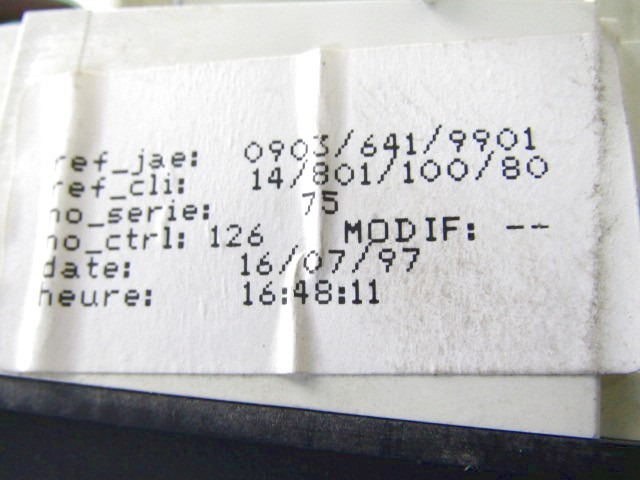 ref_jae: 0903/641/9901
ref_cli: 14/801/100/80
no_serie: 75
no_ctrl: 126 MODIF: --
date: 16/07/97
heure: 16:48:11